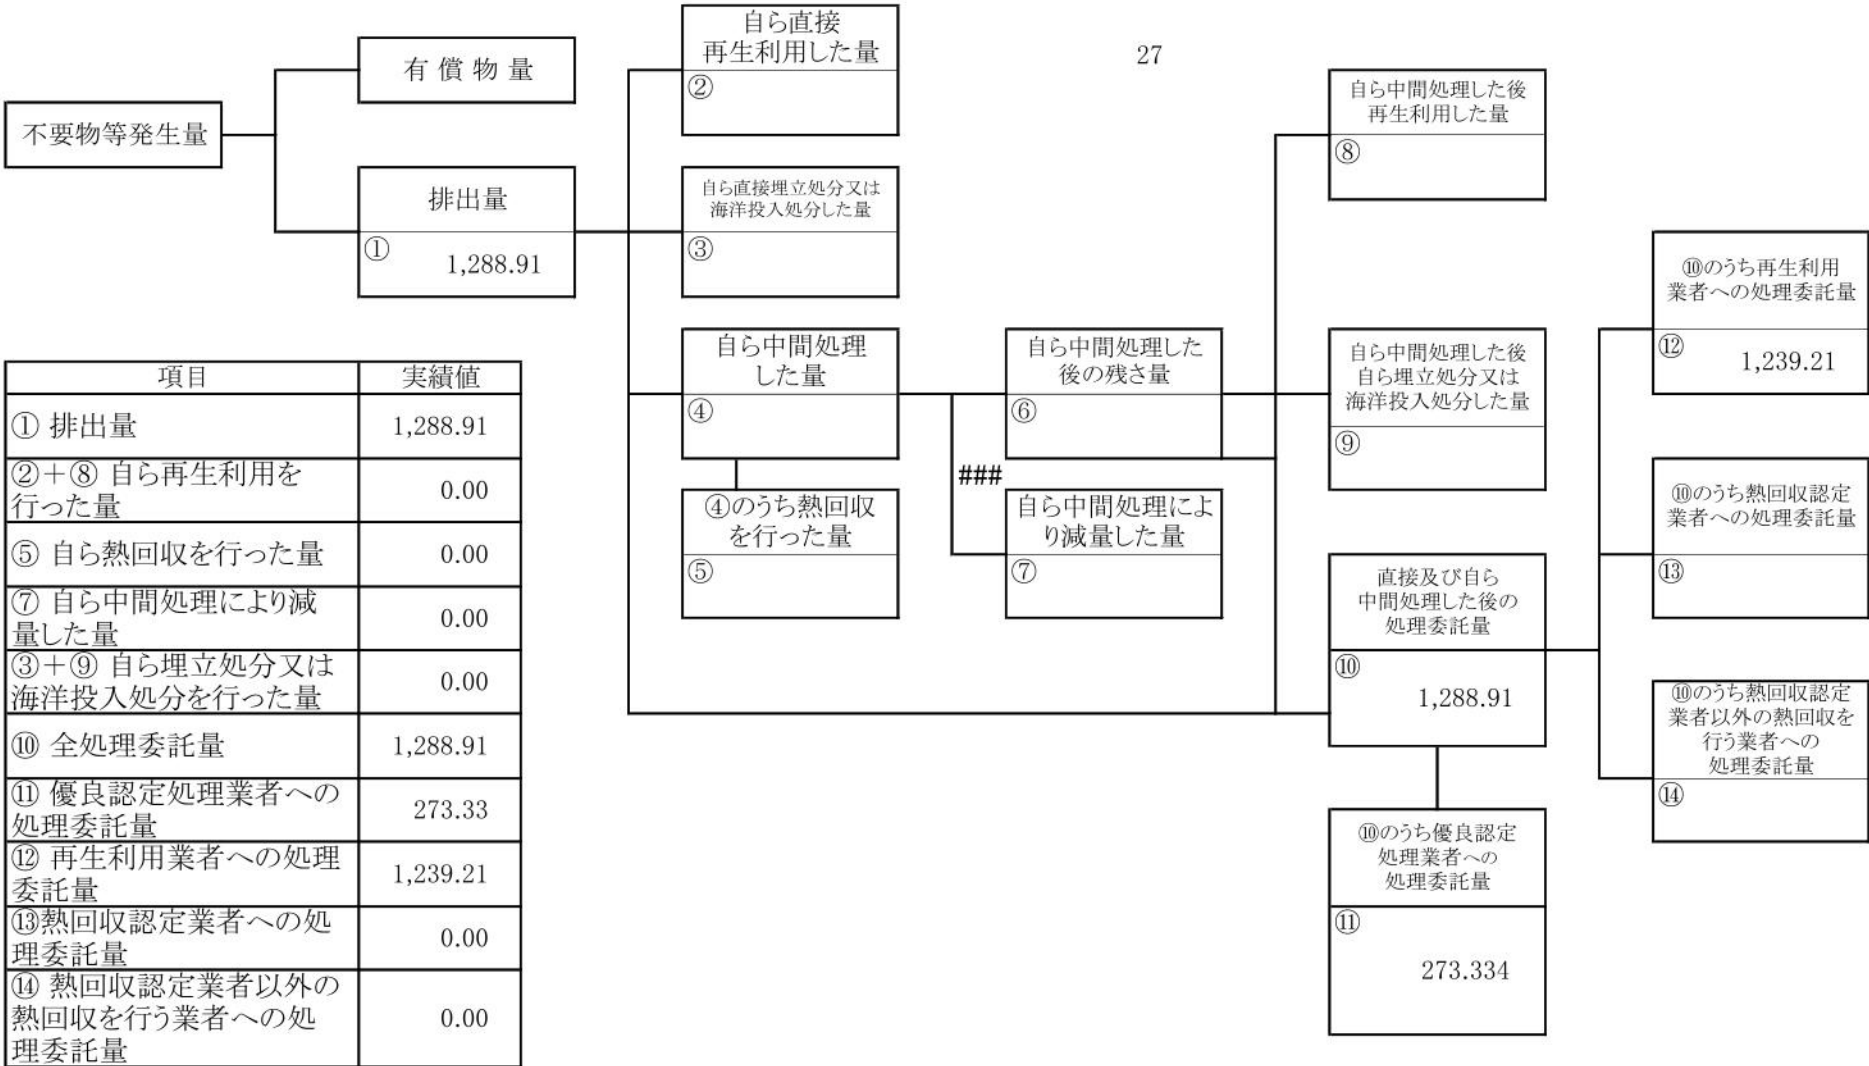 自ら直接
再生利用した量
②
27
有 償 物 量
不要物等発生量
排出量
①
1,288.91
自ら直接埋立処分又は
海洋投入処分した量
③
自ら中間処理した後
再生利用した量
⑧
自ら中間処理
した量
④
自ら中間処理した
後の残さ量
⑥
自ら中間処理した後
自ら埋立処分又は
海洋投入処分した量
⑨
###
④のうち熱回収
を行った量
⑤
自ら中間処理によ
り減量した量
⑦
直接及び自ら
中間処理した後の
処理委託量
⑩
1,288.91
⑩のうち優良認定
処理業者への
処理委託量
⑪
273.334
⑩のうち再生利用
業者への処理委託量
⑫
1,239.21
⑩のうち熱回収認定
業者への処理委託量
⑬
⑩のうち熱回収認定
業者以外の熱回収を
行う業者への
処理委託量
⑭
項目 実績値
① 排出量 1,288.91
②＋⑧ 自ら再生利用を
行った量 0.00
⑤ 自ら熱回収を行った量 0.00
⑦ 自ら中間処理により減
量した量 0.00
③＋⑨ 自ら埋立処分又は
海洋投入処分を行った量 0.00
⑩ 全処理委託量 1,288.91
⑪ 優良認定処理業者への
処理委託量 273.33
⑫ 再生利用業者への処理
委託量 1,239.21
⑬熱回収認定業者への処
理委託量 0.00
⑭ 熱回収認定業者以外の
熱回収を行う業者への処
理委託量 0.00